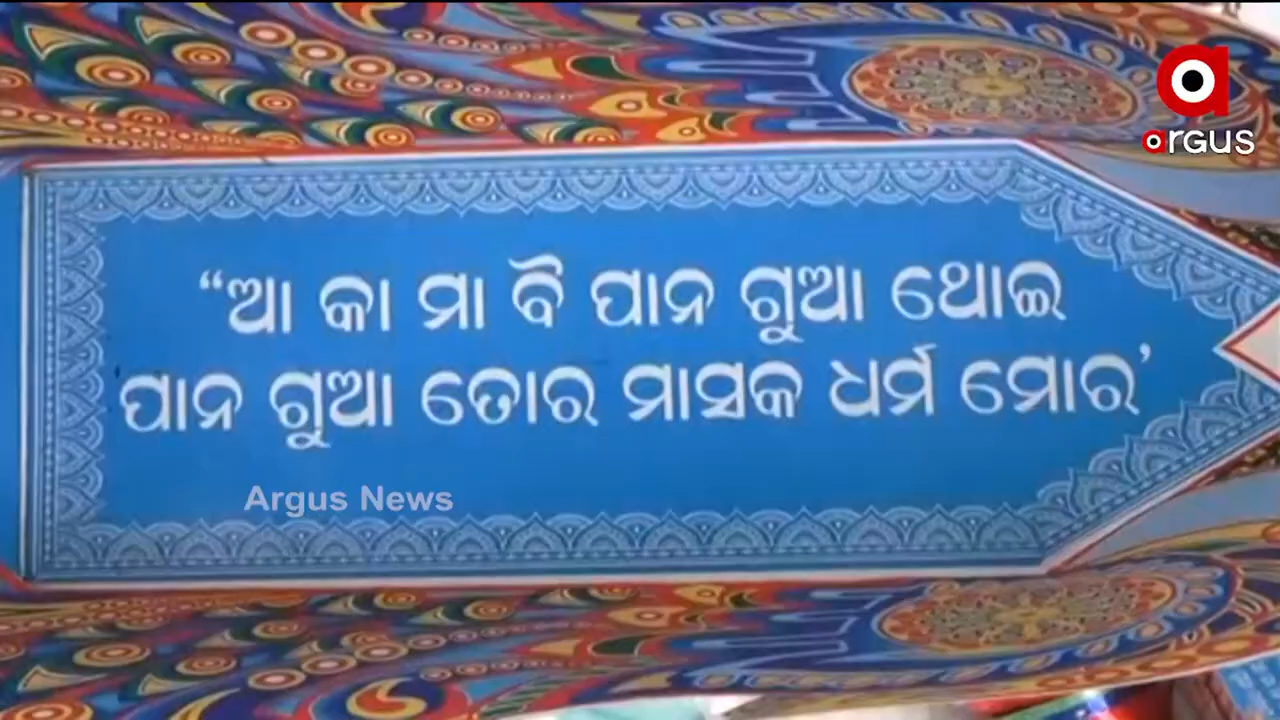 argus
“ଆ କା ମା ବୈ ପାନ ଗୁଆ ଥୋଇ
ପାନ ଗୁଆ ତୋର ମାସକ ଧର୍ମ ମୋର’
Argus News